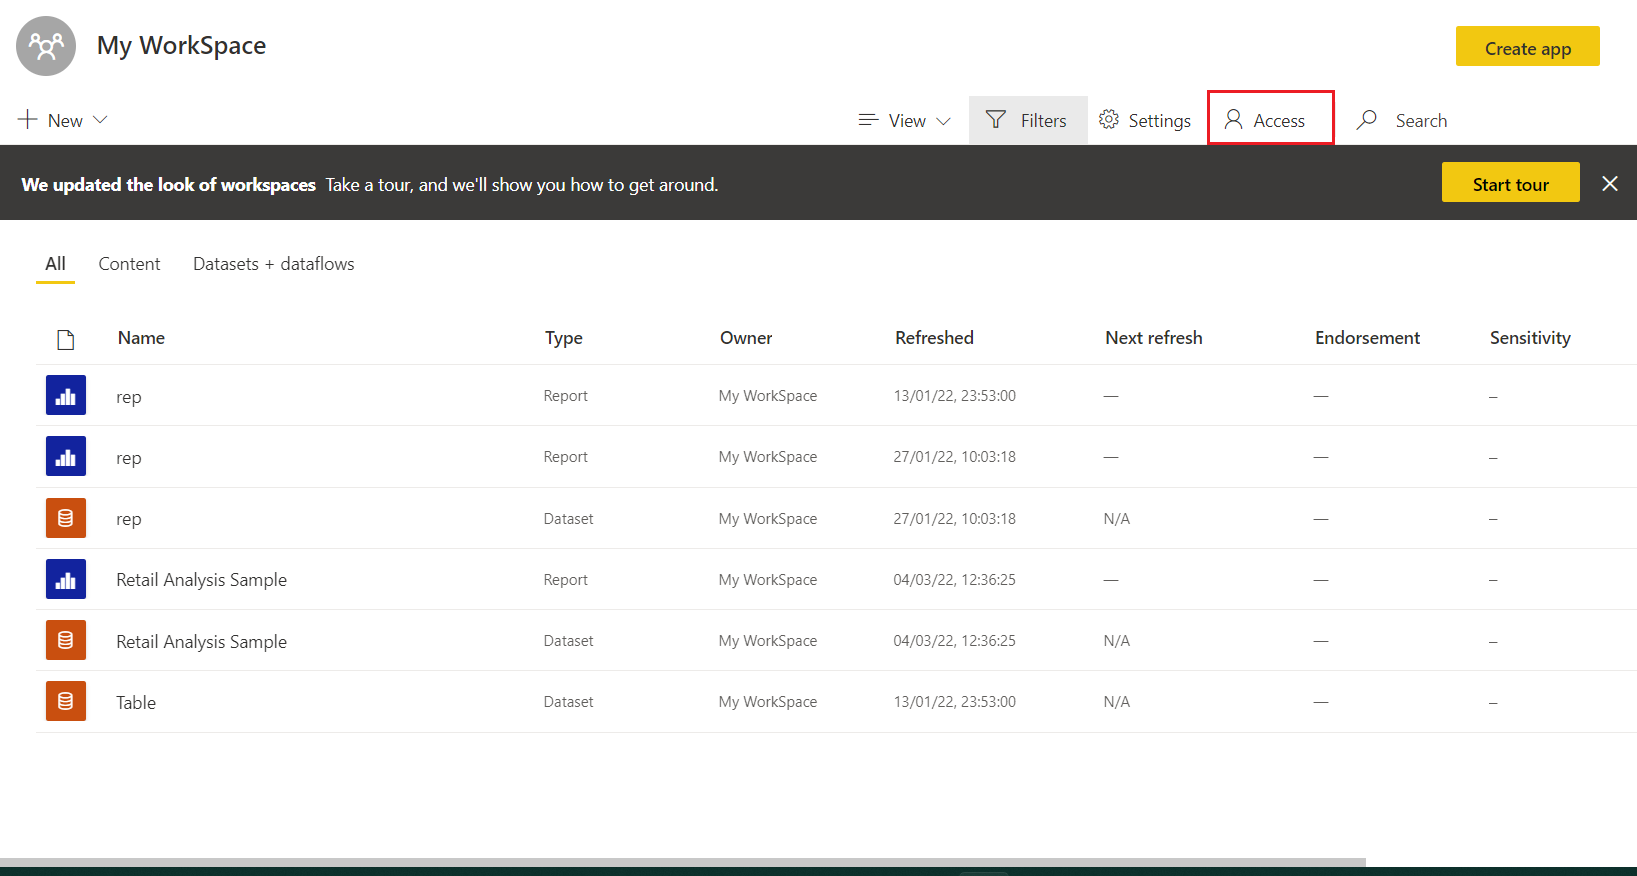 My WorkSpace
Create app
New
View
Filters
Settings
Access
Search
We updated the look of workspaces Take a tour, and we'll show you how to get around.
Start tour
All Content Datasets + dataflows
Name Type Owner Refreshed Next refresh Endorsement Sensitivity
rep Report My WorkSpace 13/01/22, 23:53:00 — — –
rep Report My WorkSpace 27/01/22, 10:03:18 — — –
rep Dataset My WorkSpace 27/01/22, 10:03:18 N/A — –
Retail Analysis Sample Report My WorkSpace 04/03/22, 12:36:25 — — –
Retail Analysis Sample Dataset My WorkSpace 04/03/22, 12:36:25 N/A — –
Table Dataset My WorkSpace 13/01/22, 23:53:00 N/A — –